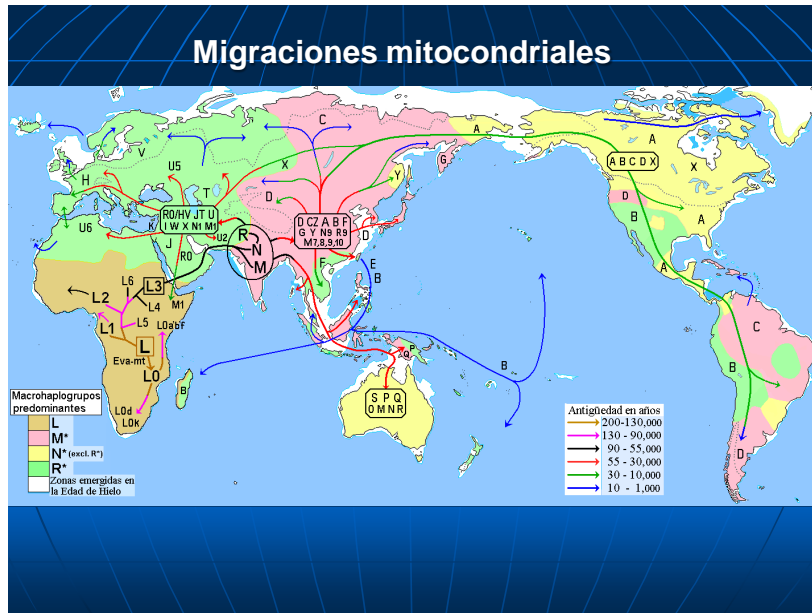 Migraciones mitocondriales
C
A
A
V
U5
X
G
A B C D X
X
H
T
Y
D
D
A
R0/HV JT U
I W X N1 M1
D CZ A B F
G Y N9 R9
M7,8,9,10
B
K
U6
J
U2
R
N
M
D
R0
F
E
B
A
L6
L3
L2
L4
M1
L5
L1
L0abf
L
C
Eva-mt
L0
P
Q
B
B
B
S P Q
O M N R
L0d
L0k
D
Macrohaplogrupos
predominantes
L
M*
N* (excl. R*)
R*
Zonas emergidas en
la Edad de Hielo
Antigüedad en años
200-130,000
130 - 90,000
90 - 55,000
55 - 30,000
30 - 10,000
10 - 1,000